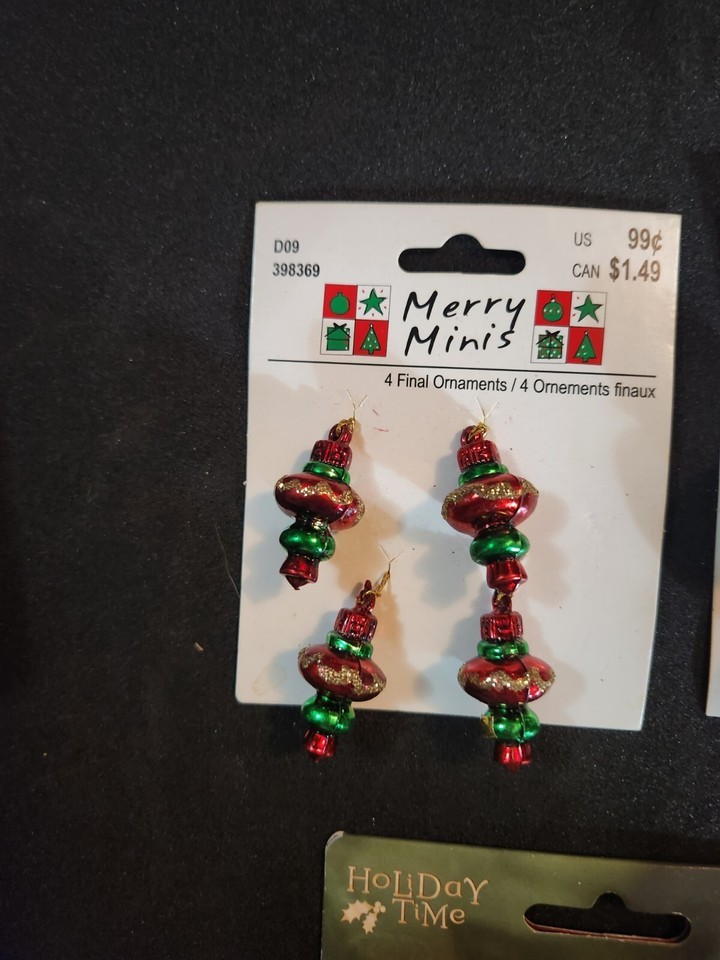 D09
398369
US 99¢
CAN $1.49
Merry
Minis
4 Final Ornaments / 4 Ornements finaux
HOLiDaY
TiMe